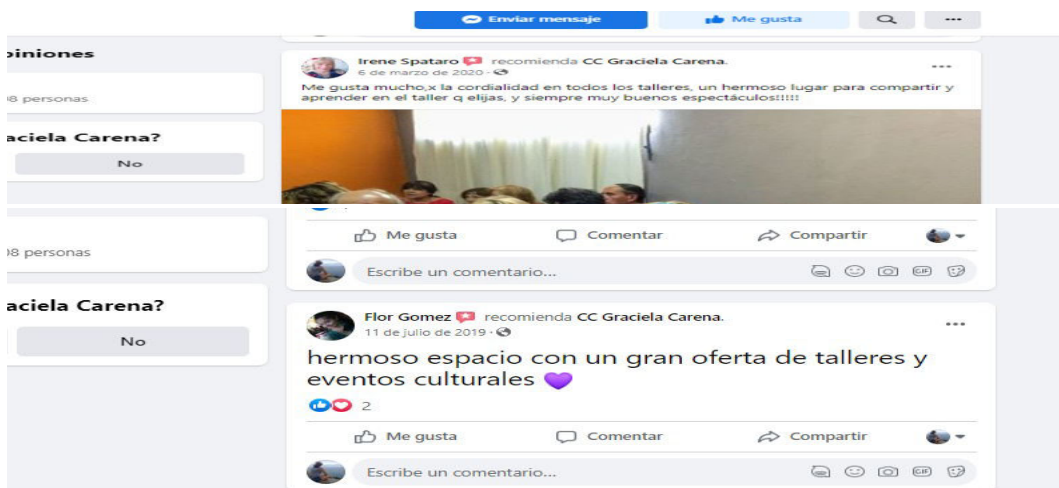 Enviar mensaje
Me gusta
piniones
Irene Spataro recomienda CC Graciela Carena.
6 de marzo de 2020 ·
Me gusta mucho,x la cordialidad en todos los talleres, un hermoso lugar para compartir y
aprender en el taller q elijas, y siempre muy buenos espectáculos!!!!!
98 personas
aciela Carena?
No
Me gusta Comentar Compartir
98 personas
Escribe un comentario...
GIF
aciela Carena?
No
Flor Gomez recomienda CC Graciela Carena.
11 de julio de 2019 ·
hermoso espacio con un gran oferta de talleres y
eventos culturales 💜
2
Me gusta Comentar Compartir
Escribe un comentario...
GIF